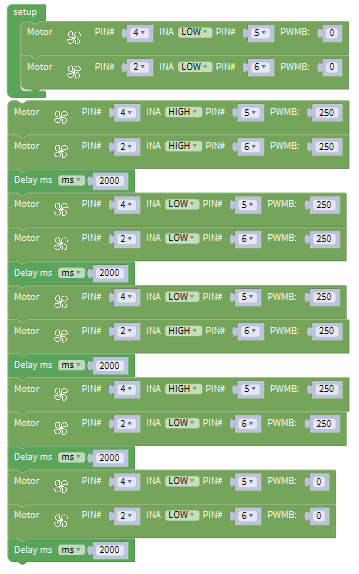 setup
Motor PIN# 4 INA LOW PIN# 5 PWMB: 0
Motor PIN# 2 INA LOW PIN# 6 PWMB: 0
Motor PIN# 4 INA HIGH PIN# 5 PWMB: 250
Motor PIN# 2 INA HIGH PIN# 6 PWMB: 250
Delay ms ms 2000
Motor PIN# 4 INA LOW PIN# 5 PWMB: 250
Motor PIN# 2 INA LOW PIN# 6 PWMB: 250
Delay ms ms 2000
Motor PIN# 4 INA LOW PIN# 5 PWMB: 250
Motor PIN# 2 INA HIGH PIN# 6 PWMB: 250
Delay ms ms 2000
Motor PIN# 4 INA HIGH PIN# 5 PWMB: 250
Motor PIN# 2 INA LOW PIN# 6 PWMB: 250
Delay ms ms 2000
Motor PIN# 4 INA LOW PIN# 5 PWMB: 0
Motor PIN# 2 INA LOW PIN# 6 PWMB: 0
Delay ms ms 2000